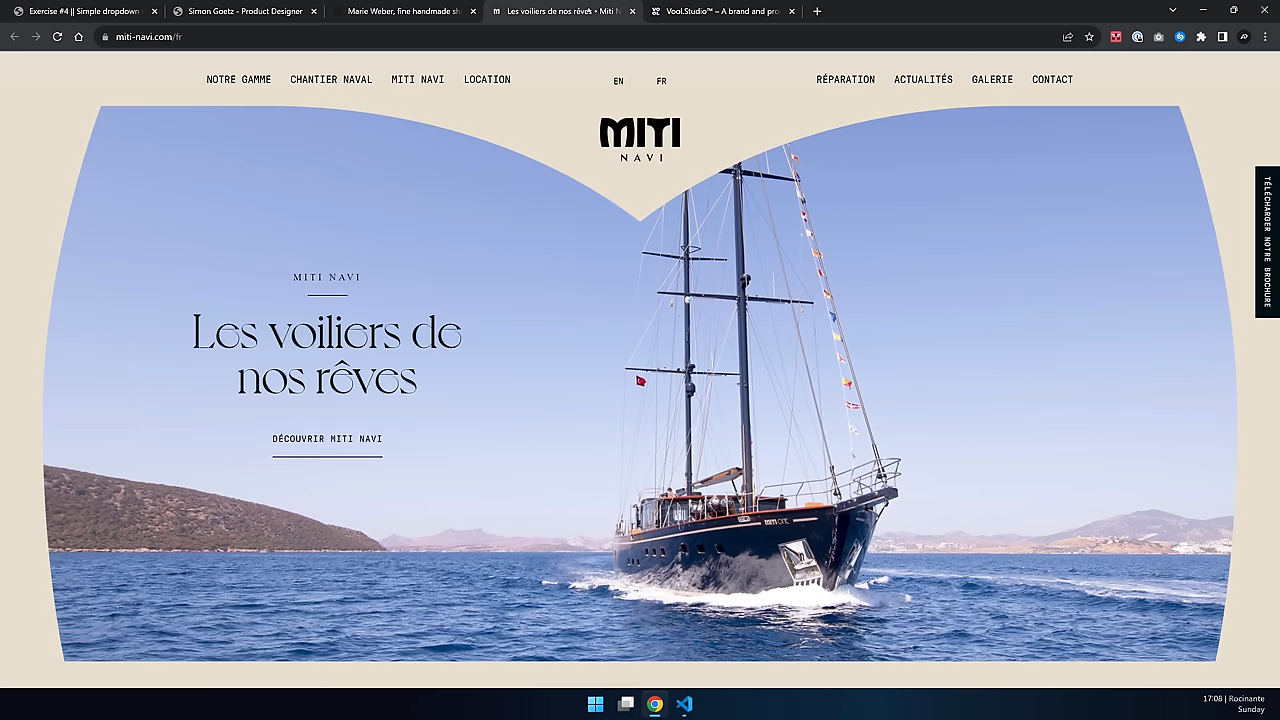 Exercise #4 || Simple dropdown
Simon Goetz - Product Designer
Marie Weber, fine handmade sh
Les voiliers de nos rêves • Miti N
Vool.Studio™ – A brand and pro
miti-navi.com/fr
NOTRE GAMME CHANTIER NAVAL MITI NAVI LOCATION
EN FR
RÉPARATION ACTUALITÉS GALERIE CONTACT
MITI
NAVI
TÉLÉCHARGER NOTRE BROCHURE
MITI NAVI
Les voiliers de
nos rêves
DÉCOUVRIR MITI NAVI
MITI ONE
17:08 | Rocinante
Sunday